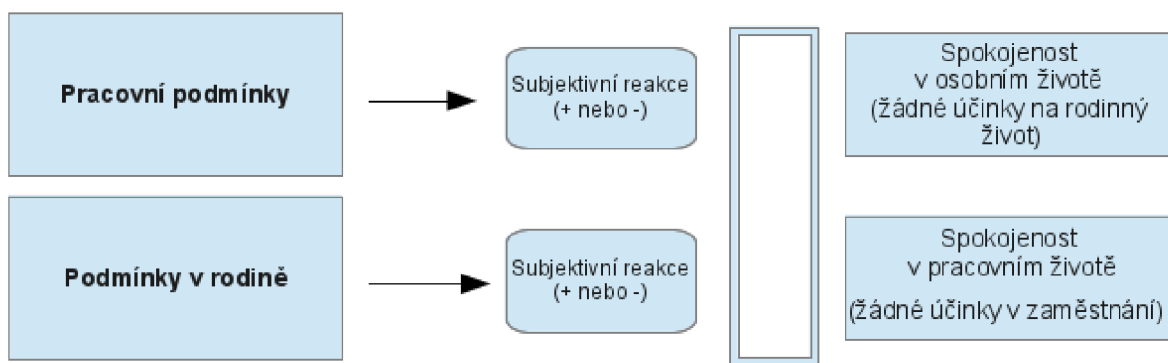 Pracovní podmínky
Subjektivní reakce
(+ nebo -)
Spokojenost
v osobním životě
(žádné účinky na rodinný
život)
Podmínky v rodině
Subjektivní reakce
(+ nebo -)
Spokojenost
v pracovním životě
(žádné účinky v zaměstnání)